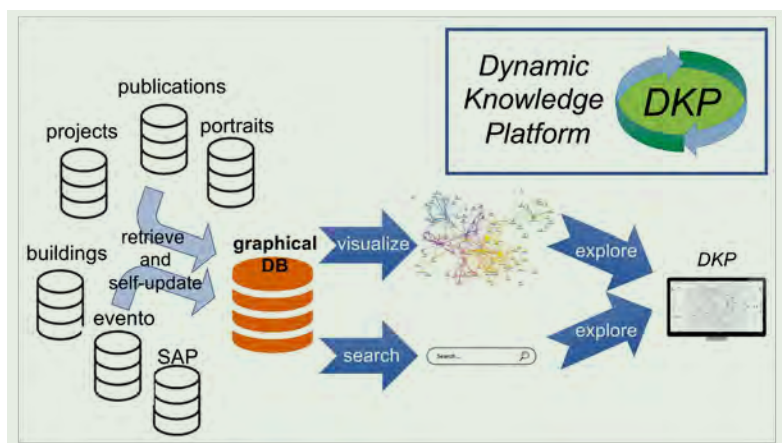 publications
projects
portraits
buildings
retrieve
and
self-update
evento
SAP
graphical
DB
visualize
search
Search...
explore
explore
DKP
Dynamic
Knowledge
Platform
DKP